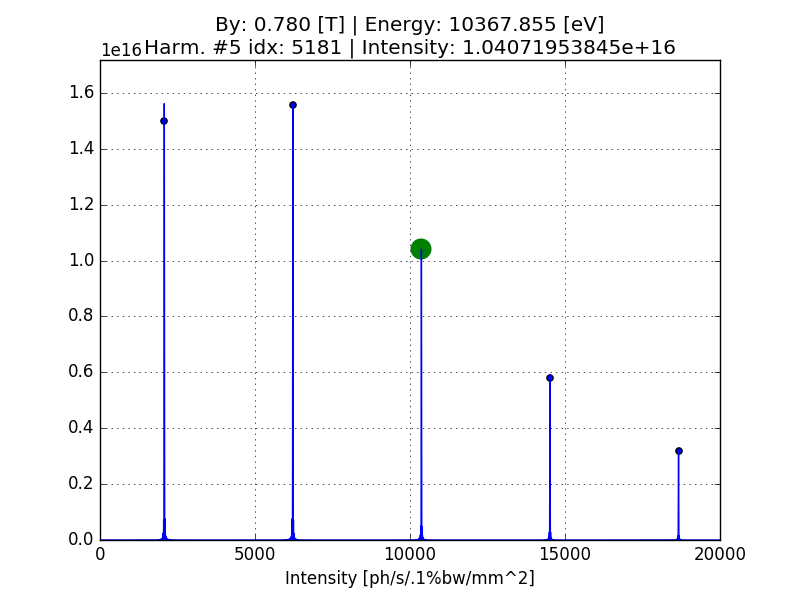 By: 0.780 [T] | Energy: 10367.855 [eV]
1e16 Harm. #5 idx: 5181 | Intensity: 1.04071953845e+16
1.6
1.4
1.2
1.0
0.8
0.6
0.4
0.2
0.0
0 5000 10000 15000 20000
Intensity [ph/s/.1%bw/mm^2]